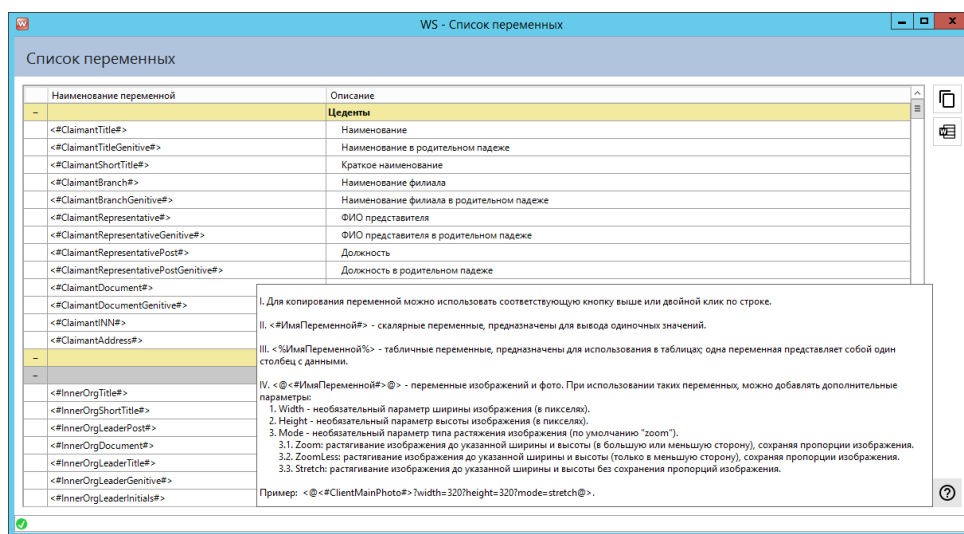 WS - Список переменных
Список переменных
Наименование переменной Описание
Цеденты
<#ClaimantTitle#> Наименование
<#ClaimantTitleGenitive#> Наименование в родительном падеже
<#ClaimantShortTitle#> Краткое наименование
<#ClaimantBranch#> Наименование филиала
<#ClaimantBranchGenitive#> Наименование филиала в родительном падеже
<#ClaimantRepresentative#> ФИО представителя
<#ClaimantRepresentativeGenitive#> ФИО представителя в родительном падеже
<#ClaimantRepresentativePost#> Должность
<#ClaimantRepresentativePostGenitive#> Должность в родительном падеже
<#ClaimantDocument#>
<#ClaimantDocumentGenitive#>
<#ClaimantINN#>
<#ClaimantAddress#>
<#InnerOrgTitle#>
<#InnerOrgShortTitle#>
<#InnerOrgLeaderPost#>
<#InnerOrgDocument#>
<#InnerOrgLeaderTitle#>
<#InnerOrgLeaderGenitive#>
<#InnerOrgLeaderInitials#>
I. Для копирования переменной можно использовать соответствующую кнопку выше или двойной клик по строке.
II. <#ИмяПеременной#> - скалярные переменные, предназначены для вывода одиночных значений.
III. <%ИмяПеременной%> - табличные переменные, предназначены для использования в таблицах; одна переменная представляет собой один
столбец с данными.
IV. <@<#ИмяПеременной#>@> - переменные изображений и фото. При использовании таких переменных, можно добавлять дополнительные
параметры:
1. Width - необязательный параметр ширины изображения (в пикселях).
2. Height - необязательный параметр высоты изображения (в пикселях).
3. Mode - необязательный параметр типа растяжения изображения (по умолчанию "zoom").
3.1. Zoom: растягивание изображения до указанной ширины и высоты (в большую или меньшую сторону), сохраняя пропорции изображения.
3.2. ZoomLess: растягивание изображения до указанной ширины и высоты (только в меньшую сторону), сохраняя пропорции изображения.
3.3. Stretch: растягивание изображения до указанной ширины и высоты без сохранения пропорций изображения.
Пример: <@<#ClientMainPhoto#>?width=320?height=320?mode=stretch@>.